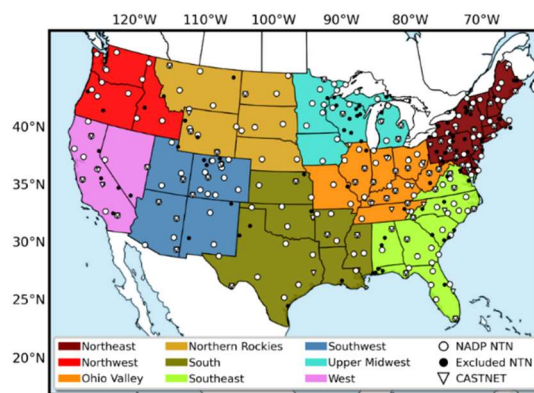 120°W 110°W 100°W 90°W 80°W 70°W
40°N
35°N
30°N
25°N
20°N
Northeast Northern Rockies Southwest NADP NTN
Northwest South Upper Midwest Excluded NTN
Ohio Valley Southeast West CASTNET